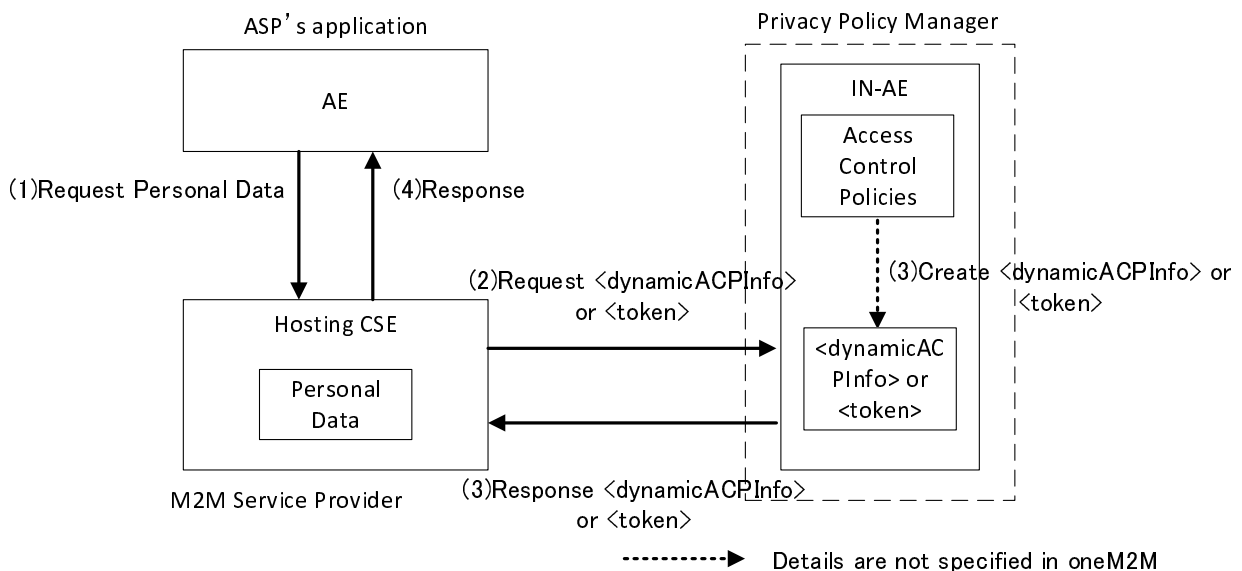 ASP’s application
Privacy Policy Manager
AE
IN-AE
Access
Control
Policies
(1)Request Personal Data
(4)Response
(2)Request <dynamicACPInfo>
or <token>
(3)Create <dynamicACPInfo> or
<token>
Hosting CSE
Personal
Data
<dynamicAC
PInfo> or
<token>
M2M Service Provider
(3)Response <dynamicACPInfo>
or <token>
Details are not specified in oneM2M